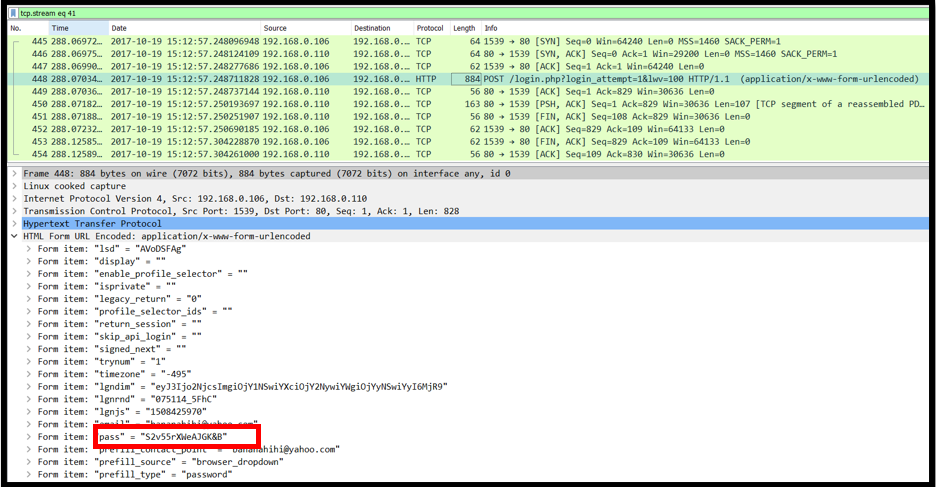 tcp.stream eq 41
No. Time Date Source Destination Protocol Length Info
445 288.06972… 2017-10-19 15:12:57.248096948 192.168.0.106 192.168.0.… TCP 64 1539 → 80 [SYN] Seq=0 Win=64240 Len=0 MSS=1460 SACK_PERM=1
446 288.06975… 2017-10-19 15:12:57.248124109 192.168.0.110 192.168.0.… TCP 64 80 → 1539 [SYN, ACK] Seq=0 Ack=1 Win=29200 Len=0 MSS=1460 SACK_PERM=1
447 288.06990… 2017-10-19 15:12:57.248277686 192.168.0.106 192.168.0.… TCP 62 1539 → 80 [ACK] Seq=1 Ack=1 Win=64240 Len=0
448 288.07034… 2017-10-19 15:12:57.248711828 192.168.0.106 192.168.0.… HTTP 884 POST /login.php?login_attempt=1&lwv=100 HTTP/1.1 (application/x-www-form-urlencoded)
449 288.07036… 2017-10-19 15:12:57.248737144 192.168.0.110 192.168.0.… TCP 56 80 → 1539 [ACK] Seq=1 Ack=829 Win=30636 Len=0
450 288.07182… 2017-10-19 15:12:57.250193697 192.168.0.110 192.168.0.… TCP 163 80 → 1539 [PSH, ACK] Seq=1 Ack=829 Win=30636 Len=107 [TCP segment of a reassembled PD…
451 288.07188… 2017-10-19 15:12:57.250251907 192.168.0.110 192.168.0.… TCP 56 80 → 1539 [FIN, ACK] Seq=108 Ack=829 Win=30636 Len=0
452 288.07232… 2017-10-19 15:12:57.250690185 192.168.0.106 192.168.0.… TCP 62 1539 → 80 [ACK] Seq=829 Ack=109 Win=64133 Len=0
453 288.12585… 2017-10-19 15:12:57.304228870 192.168.0.106 192.168.0.… TCP 62 1539 → 80 [FIN, ACK] Seq=829 Ack=109 Win=64133 Len=0
454 288.12589… 2017-10-19 15:12:57.304261000 192.168.0.110 192.168.0.… TCP 56 80 → 1539 [ACK] Seq=109 Ack=830 Win=30636 Len=0
Frame 448: 884 bytes on wire (7072 bits), 884 bytes captured (7072 bits) on interface any, id 0
Linux cooked capture
Internet Protocol Version 4, Src: 192.168.0.106, Dst: 192.168.0.110
Transmission Control Protocol, Src Port: 1539, Dst Port: 80, Seq: 1, Ack: 1, Len: 828
Hypertext Transfer Protocol
HTML Form URL Encoded: application/x-www-form-urlencoded
Form item: "lsd" = "AVoDSFAg"
Form item: "display" = ""
Form item: "enable_profile_selector" = ""
Form item: "isprivate" = ""
Form item: "legacy_return" = "0"
Form item: "profile_selector_ids" = ""
Form item: "return_session" = ""
Form item: "skip_api_login" = ""
Form item: "signed_next" = ""
Form item: "trynum" = "1"
Form item: "timezone" = "-495"
Form item: "lgndim" = "eyJ3Ijo2NjcsImgiOjY1NSwiYXciOjY2NywiYWgiOjYyNSwiYyI6MjR9"
Form item: "lgnrnd" = "075114_5FhC"
Form item: "lgnjs" = "1508425970"
Form item: "email" = "bananahihi@yahoo.com"
Form item: "pass" = "S2v55rXWeAJGK&B"
Form item: "prefill_contact_point" = "bananahihi@yahoo.com"
Form item: "prefill_source" = "browser_dropdown"
Form item: "prefill_type" = "password"